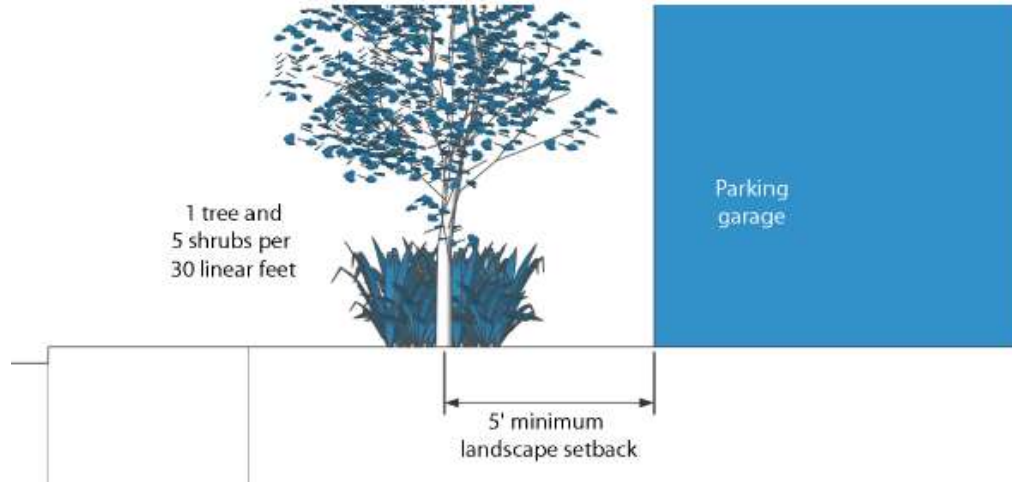 1 tree and
5 shrubs per
30 linear feet
Parking
garage
5' minimum
landscape setback